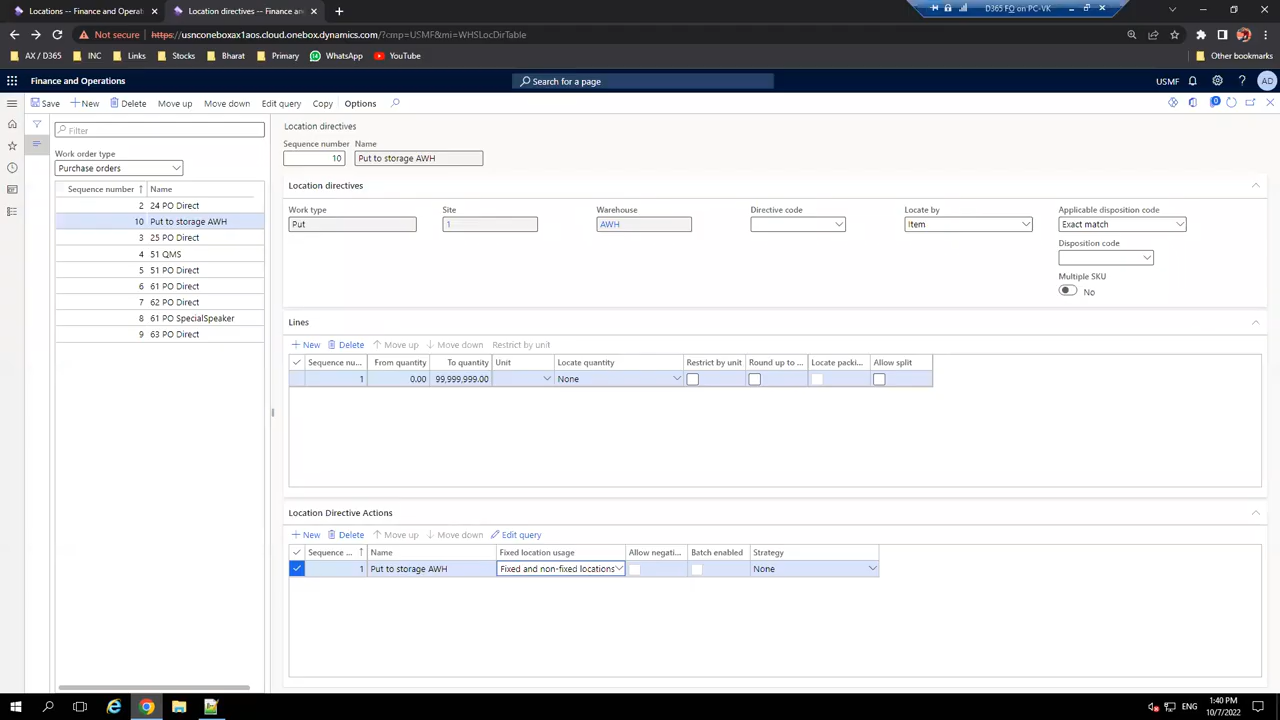 Locations -- Finance and Operat
Location directives -- Finance an
D365 FO on PC-VK
Not secure
https://usnconeboxax1aos.cloud.onebox.dynamics.com/?cmp=USMF&mi=WHSLocDirTable
AX / D365
INC
Links
Stocks
Bharat
Primary
WhatsApp
YouTube
Other bookmarks
Finance and Operations
Search for a page
USMF
AD
Save
New
Delete
Move up
Move down
Edit query
Copy
Options
0
Filter
Work order type
Purchase orders
Sequence number Name
2 24 PO Direct
10 Put to storage AWH
3 25 PO Direct
4 51 QMS
5 51 PO Direct
6 61 PO Direct
7 62 PO Direct
8 61 PO SpecialSpeaker
9 63 PO Direct
Location directives
Sequence number Name
10 Put to storage AWH
Location directives
Work type Site Warehouse Directive code Locate by Applicable disposition code
Put 1 AWH Item Exact match
Disposition code
Multiple SKU
No
Lines
New Delete Move up Move down Restrict by unit
Sequence nu... From quantity To quantity Unit Locate quantity Restrict by unit Round up to ... Locate packi... Allow split
1 0.00 99,999,999.00 None
Location Directive Actions
New Delete Move up Move down Edit query
Sequence ... Name Fixed location usage Allow negati... Batch enabled Strategy
1 Put to storage AWH Fixed and non-fixed locations None
ENG
1:40 PM
10/7/2022